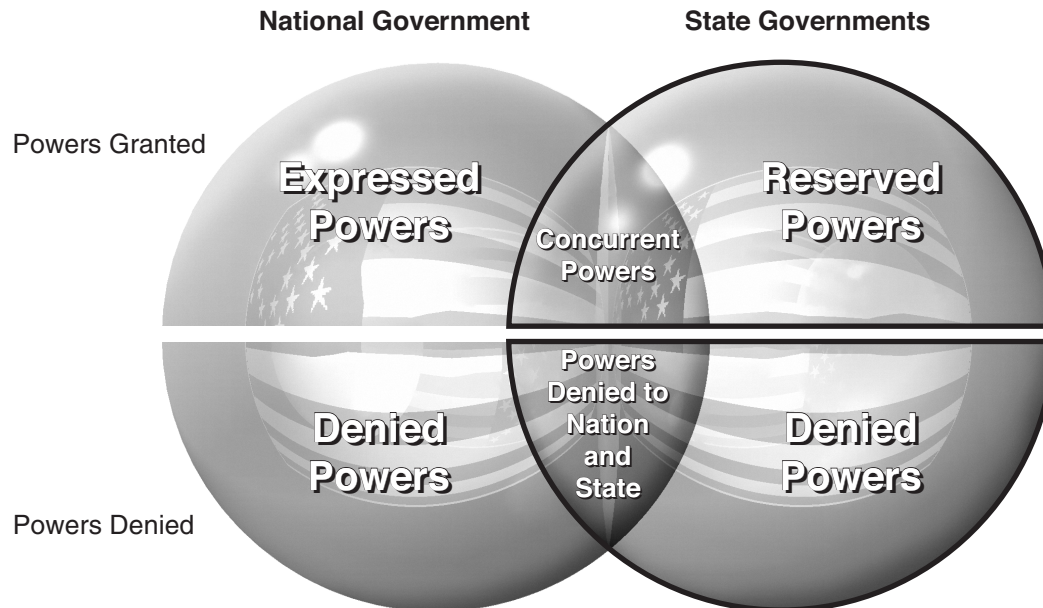 National Government
State Governments
Powers Granted
Expressed
Powers
Concurrent
Powers
Reserved
Powers
Denied
Powers
Powers
Denied to
Nation
and
State
Denied
Powers
Powers Denied